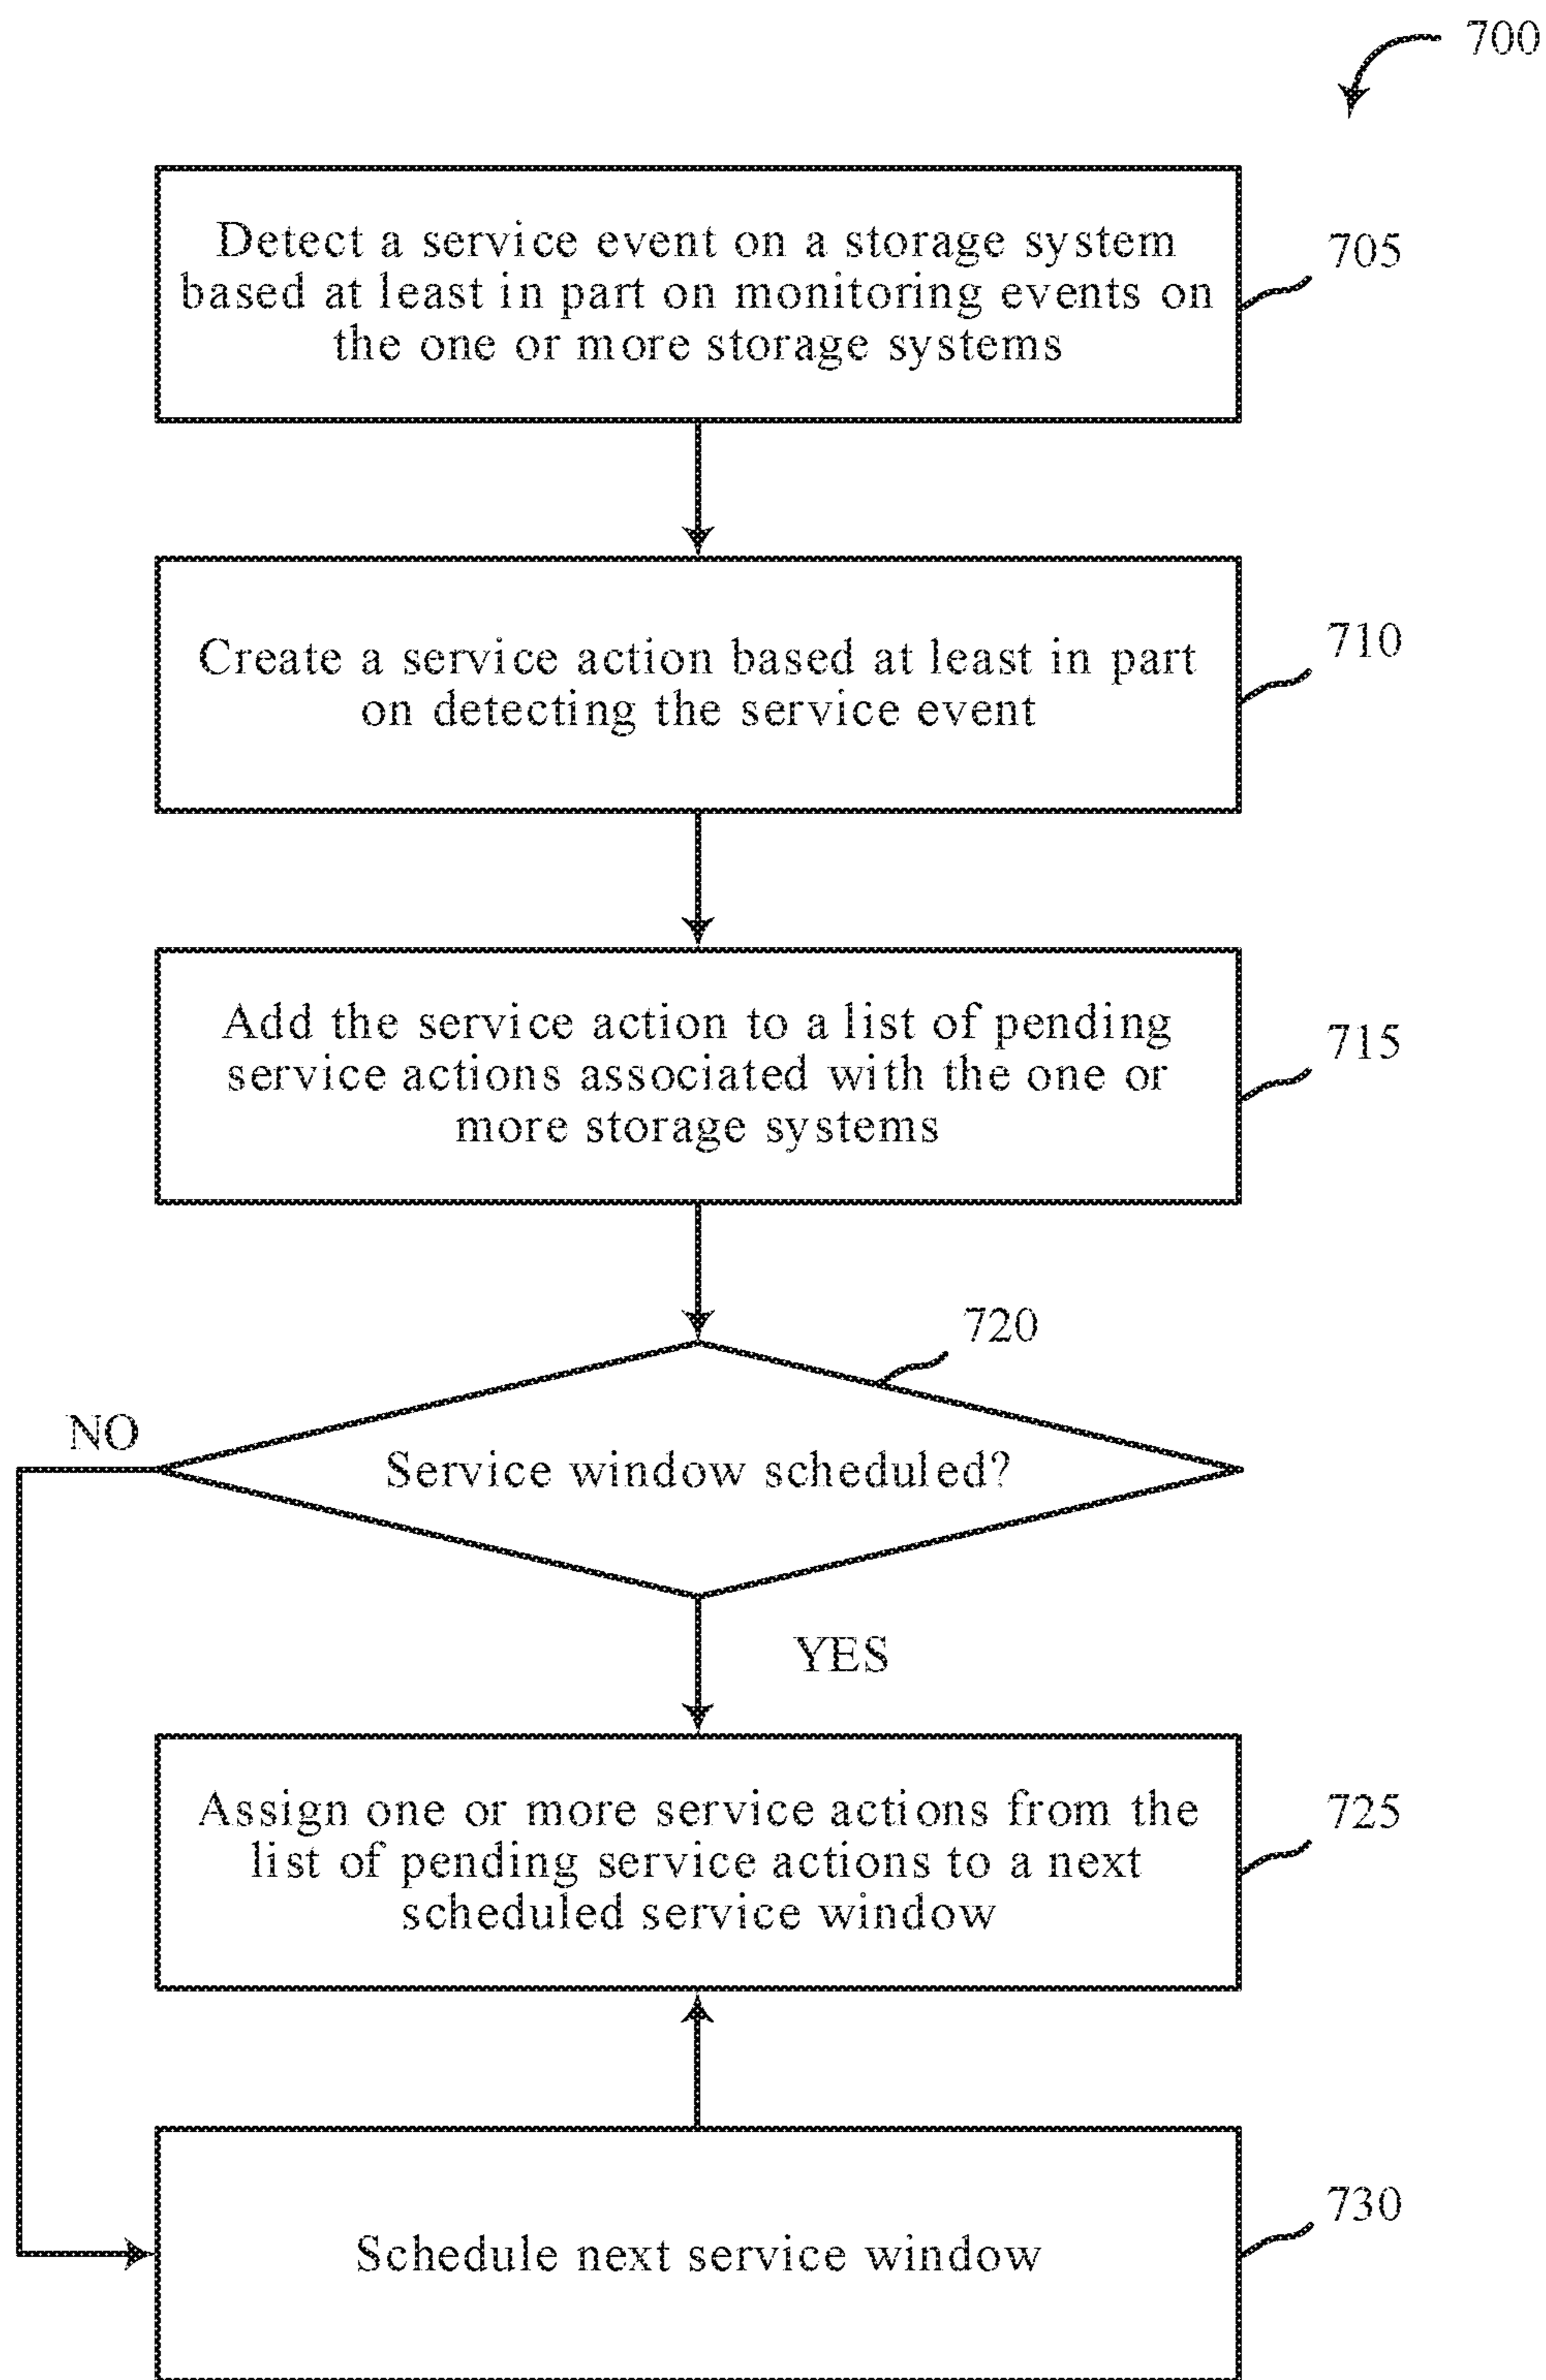 700
Detect a service event on a storage system
based at least in part on monitoring events on
the one or more storage systems
705
Create a service action based at least in part
on detecting the service event
710
Add the service action to a list of pending
service actions associated with the one or
more storage systems
715
720
NO
Service window scheduled?
YES
Assign one or more service actions from the
list of pending service actions to a next
scheduled service window
725
Schedule next service window
730